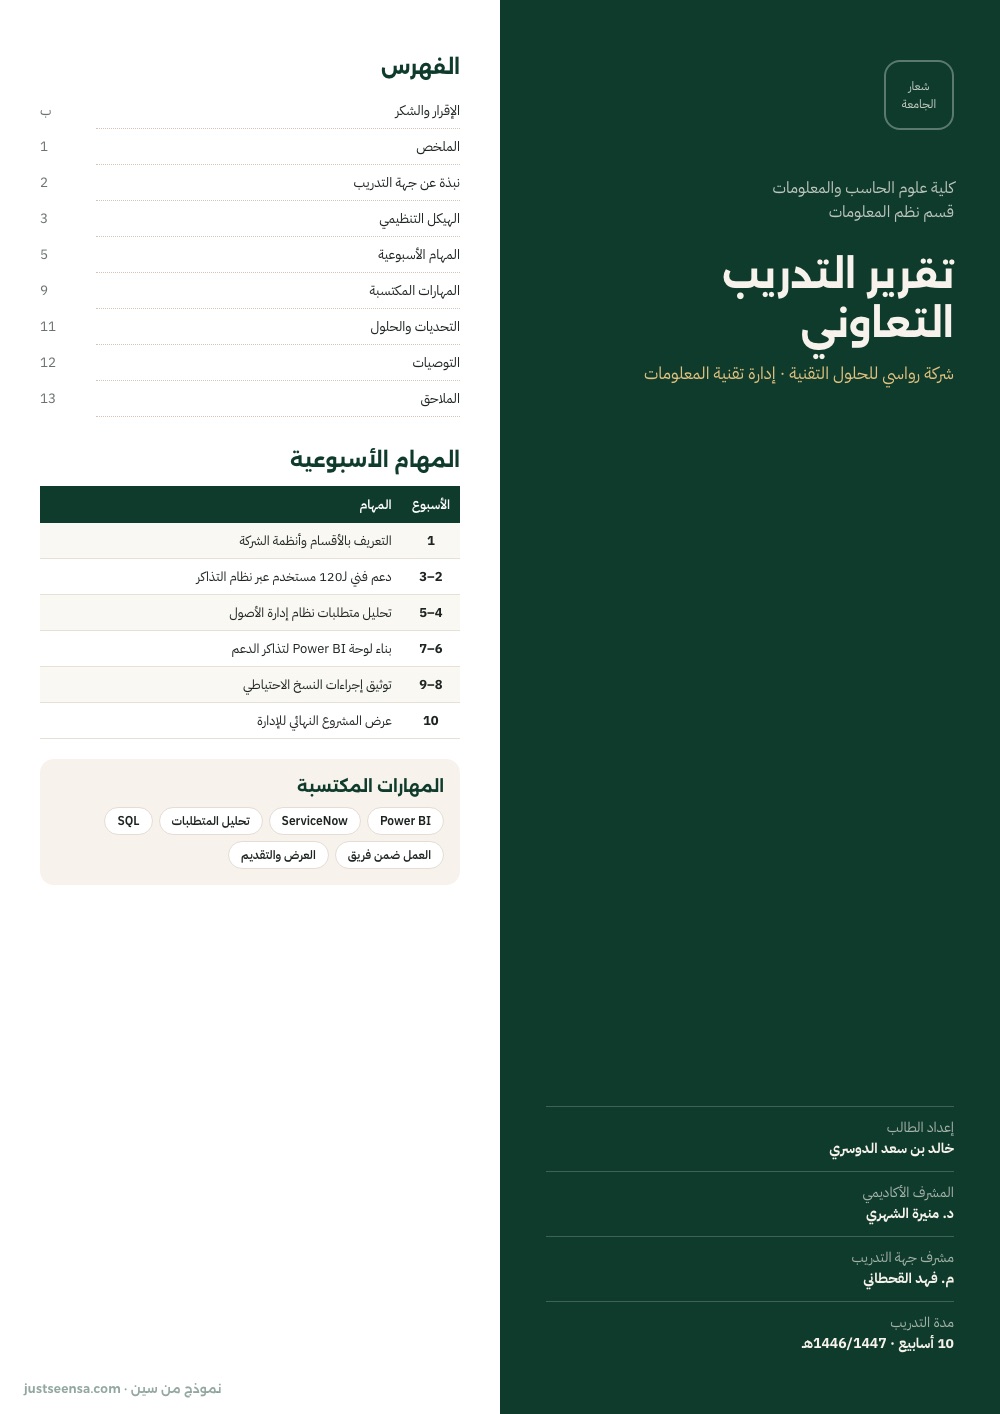 شعار
الجامعة
كلية علوم الحاسب والمعلومات
قسم نظم المعلومات
تقرير التدريب
التعاوني
شركة رواسي للحلول التقنية · إدارة تقنية المعلومات
إعداد الطالب
خالد بن سعد الدوسري
المشرف الأكاديمي
د. منيرة الشهري
مشرف جهة التدريب
م. فهد القحطاني
مدة التدريب
10 أسابيع · 1446/1447هـ
الفهرس
الإقرار والشكر ب
الملخص 1
نبذة عن جهة التدريب 2
الهيكل التنظيمي 3
المهام الأسبوعية 5
المهارات المكتسبة 9
التحديات والحلول 11
التوصيات 12
الملاحق 13
المهام الأسبوعية
الأسبوع المهام
1 التعريف بالأقسام وأنظمة الشركة
2–3 دعم فني لـ120 مستخدم عبر نظام التذاكر
4–5 تحليل متطلبات نظام إدارة الأصول
6–7 بناء لوحة Power BI لتذاكر الدعم
8–9 توثيق إجراءات النسخ الاحتياطي
10 عرض المشروع النهائي للإدارة
المهارات المكتسبة
Power BI ServiceNow تحليل المتطلبات SQL
العمل ضمن فريق العرض والتقديم
نموذج من سين · justseensa.com